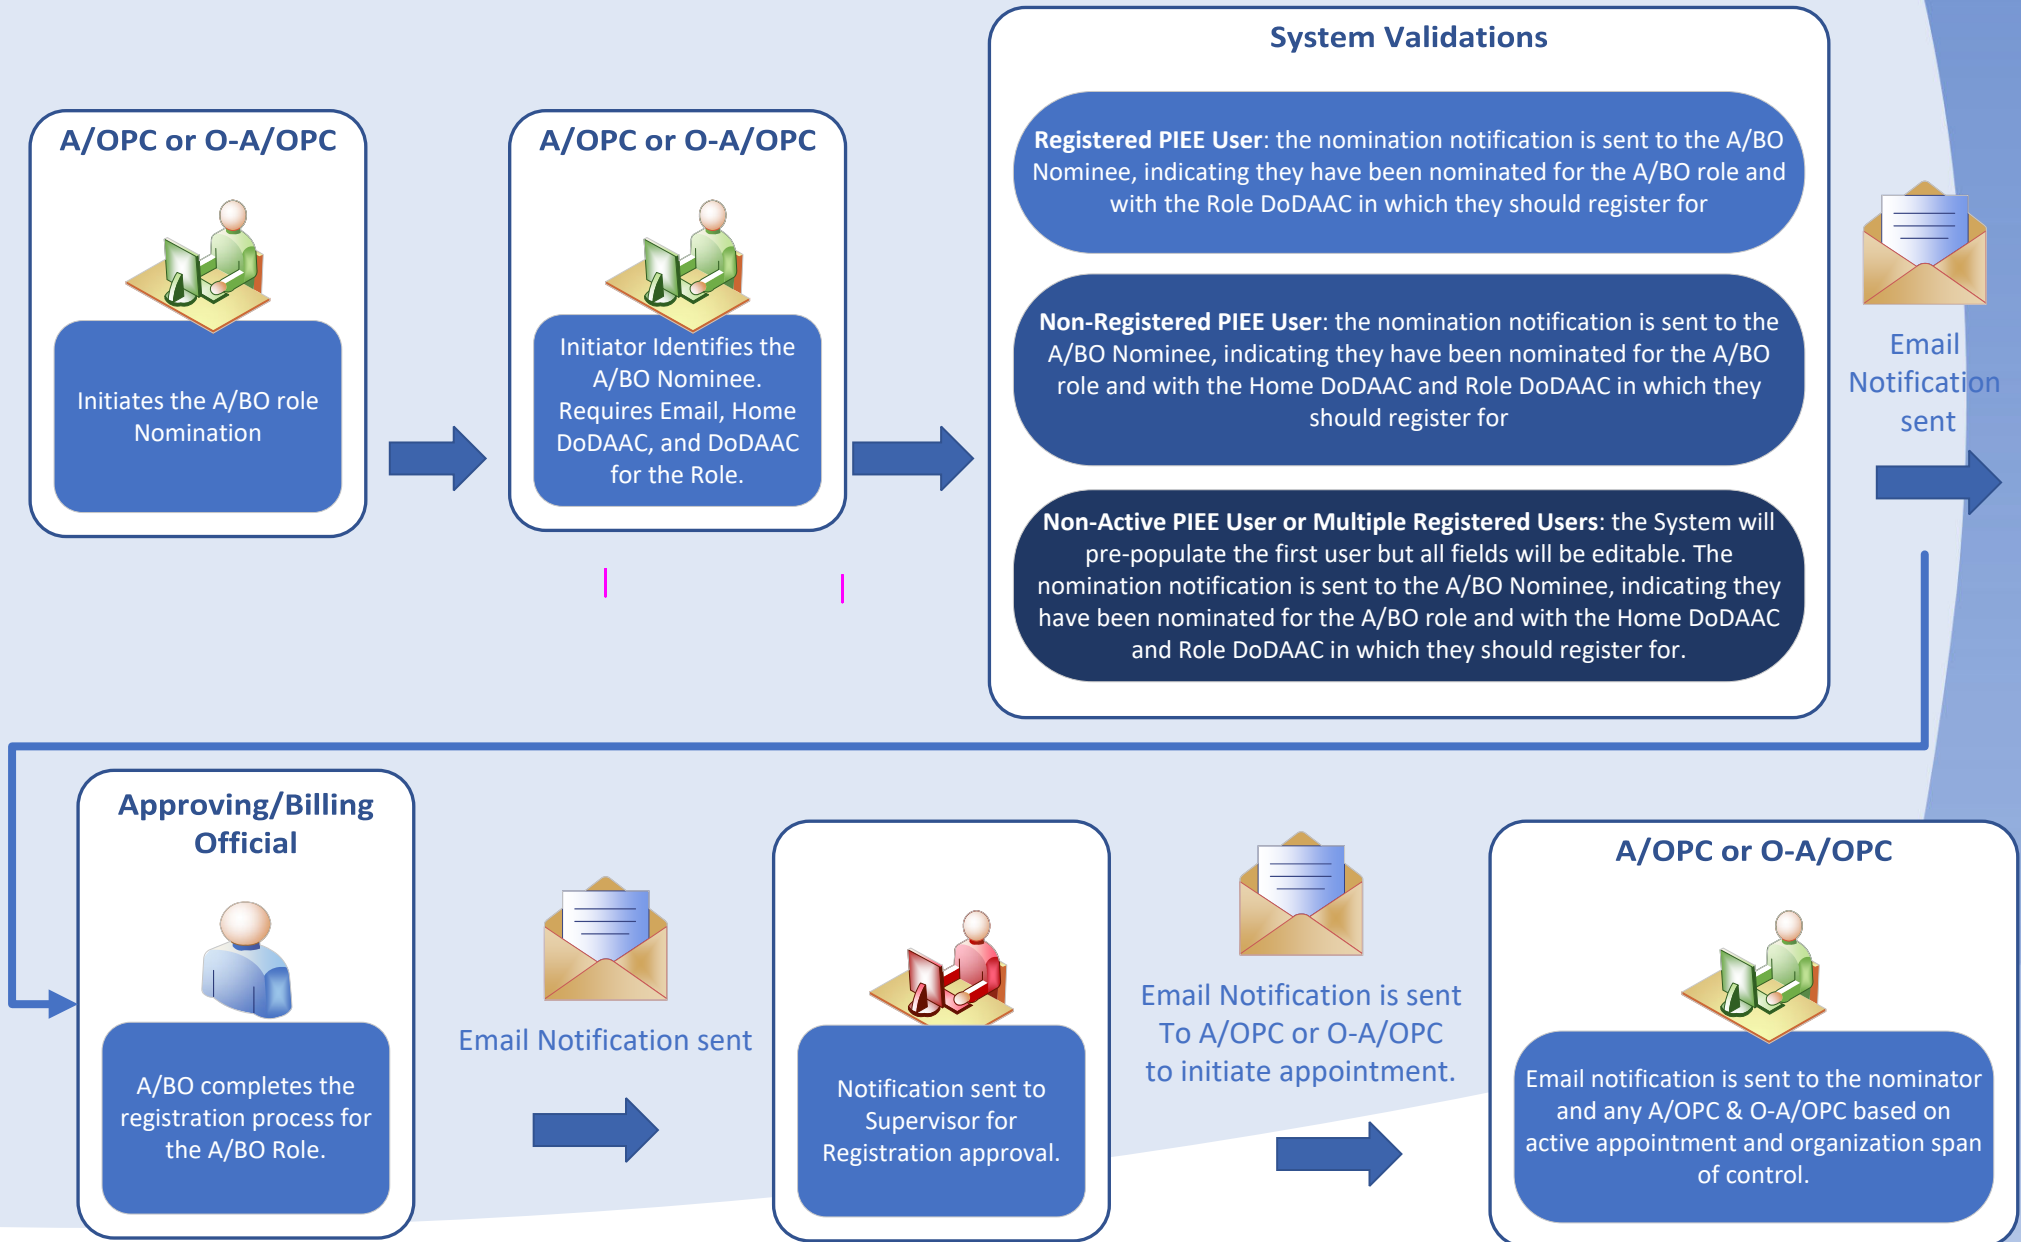 A/OPC or O-A/OPC
Initiates the A/BO role
Nomination
A/OPC or O-A/OPC
Initiator Identifies the
A/BO Nominee.
Requires Email, Home
DoDAAC, and DoDAAC
for the Role.
System Validations
Registered PIEE User: the nomination notification is sent to the A/BO
Nominee, indicating they have been nominated for the A/BO role and
with the Role DoDAAC in which they should register for
Non-Registered PIEE User: the nomination notification is sent to the
A/BO Nominee, indicating they have been nominated for the A/BO
role and with the Home DoDAAC and Role DoDAAC in which they
should register for
Non-Active PIEE User or Multiple Registered Users: the System will
pre-populate the first user but all fields will be editable. The
nomination notification is sent to the A/BO Nominee, indicating they
have been nominated for the A/BO role and with the Home DoDAAC
and Role DoDAAC in which they should register for.
Email
Notification
sent
Approving/Billing
Official
A/BO completes the
registration process for
the A/BO Role.
Email Notification sent
Notification sent to
Supervisor for
Registration approval.
Email Notification is sent
To A/OPC or O-A/OPC
to initiate appointment.
A/OPC or O-A/OPC
Email notification is sent to the nominator
and any A/OPC & O-A/OPC based on
active appointment and organization span
of control.